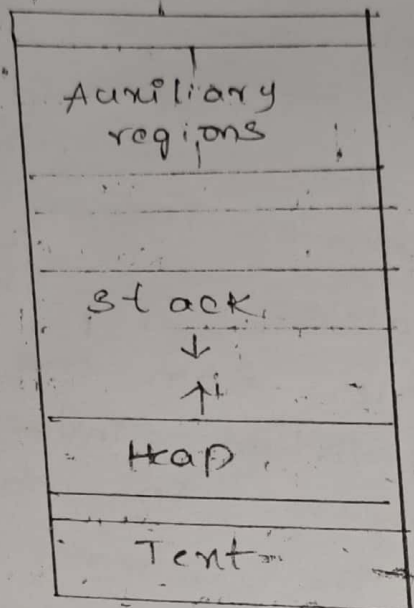 Auxiliary
regions
stack
↓
↑
Heap
Text